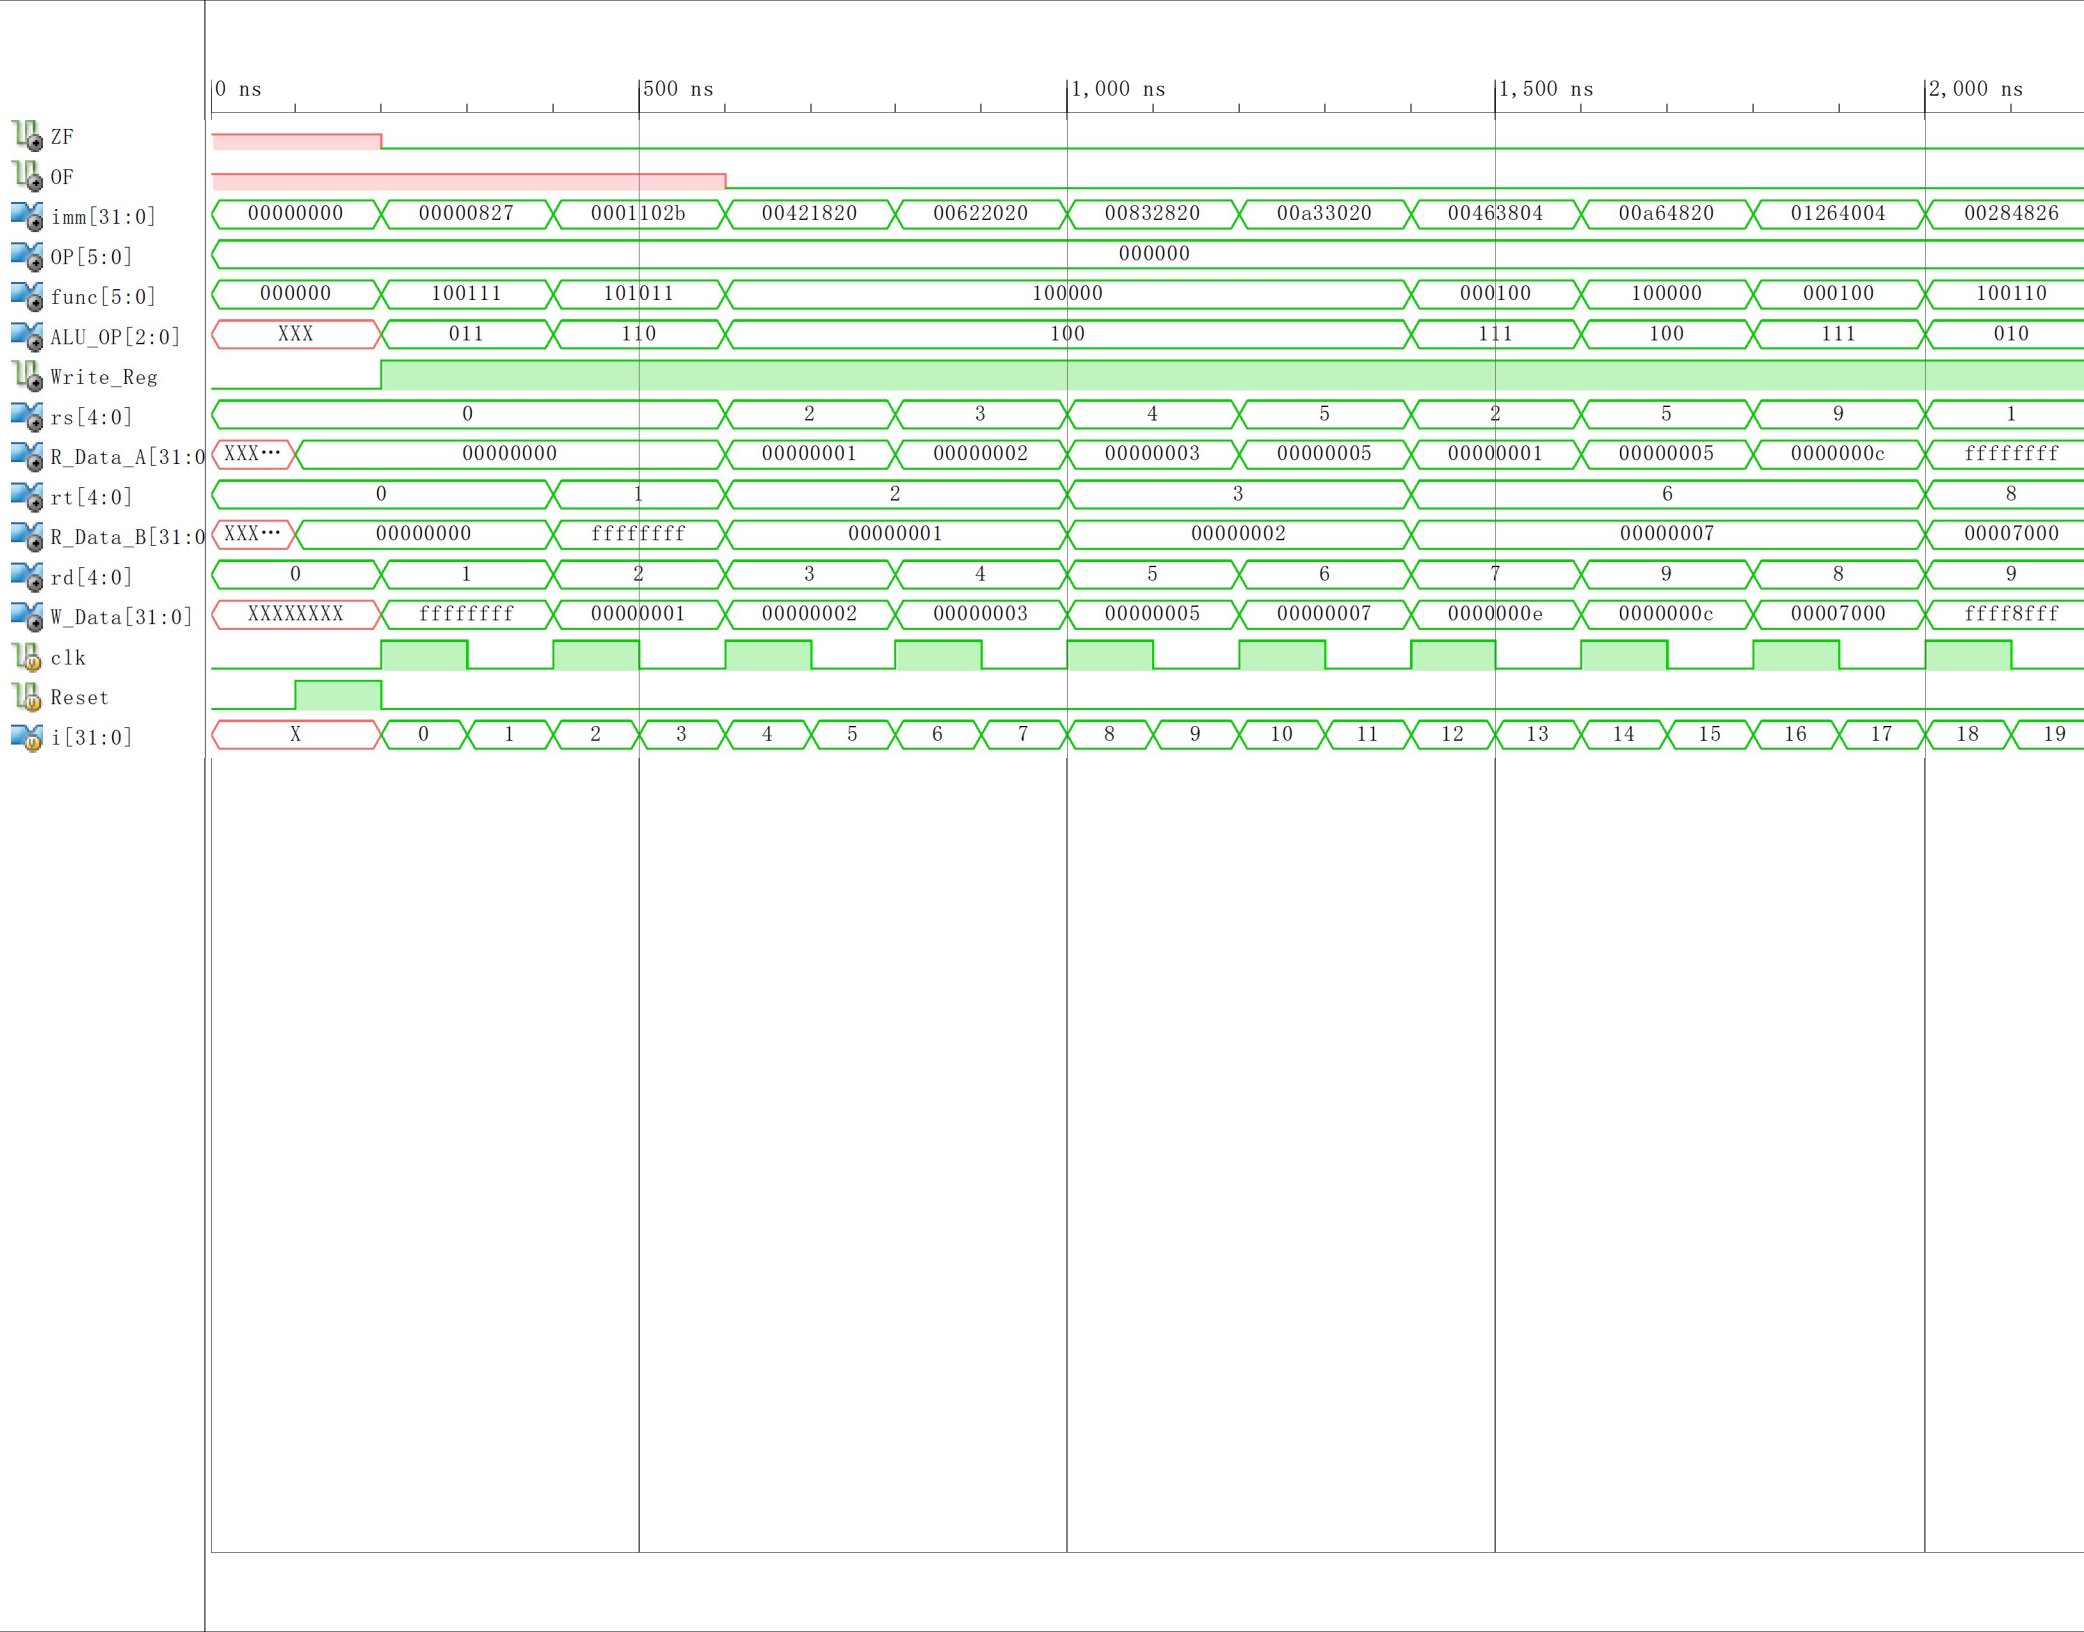 0 ns 500 ns 1,000 ns 1,500 ns 2,000 ns
ZF
OF
imm[31:0] 00000000 00000827 0001102b 00421820 00622020 00832820 00a33020 00463804 00a64820 01264004 00284826
OP[5:0] 000000
func[5:0] 000000 100111 101011 100000 000100 100000 000100 100110
ALU_OP[2:0] XXX 011 110 100 111 100 111 010
Write_Reg
rs[4:0] 0 2 3 4 5 2 5 9 1
R_Data_A[31:0 XXX… 00000000 00000001 00000002 00000003 00000005 00000001 00000005 0000000c ffffffff
rt[4:0] 0 1 2 3 6 8
R_Data_B[31:0 XXX… 00000000 ffffffff 00000001 00000002 00000007 00007000
rd[4:0] 0 1 2 3 4 5 6 7 9 8 9
W_Data[31:0] XXXXXXXX ffffffff 00000001 00000002 00000003 00000005 00000007 0000000e 0000000c 00007000 ffff8fff
clk
Reset
i[31:0] X 0 1 2 3 4 5 6 7 8 9 10 11 12 13 14 15 16 17 18 19